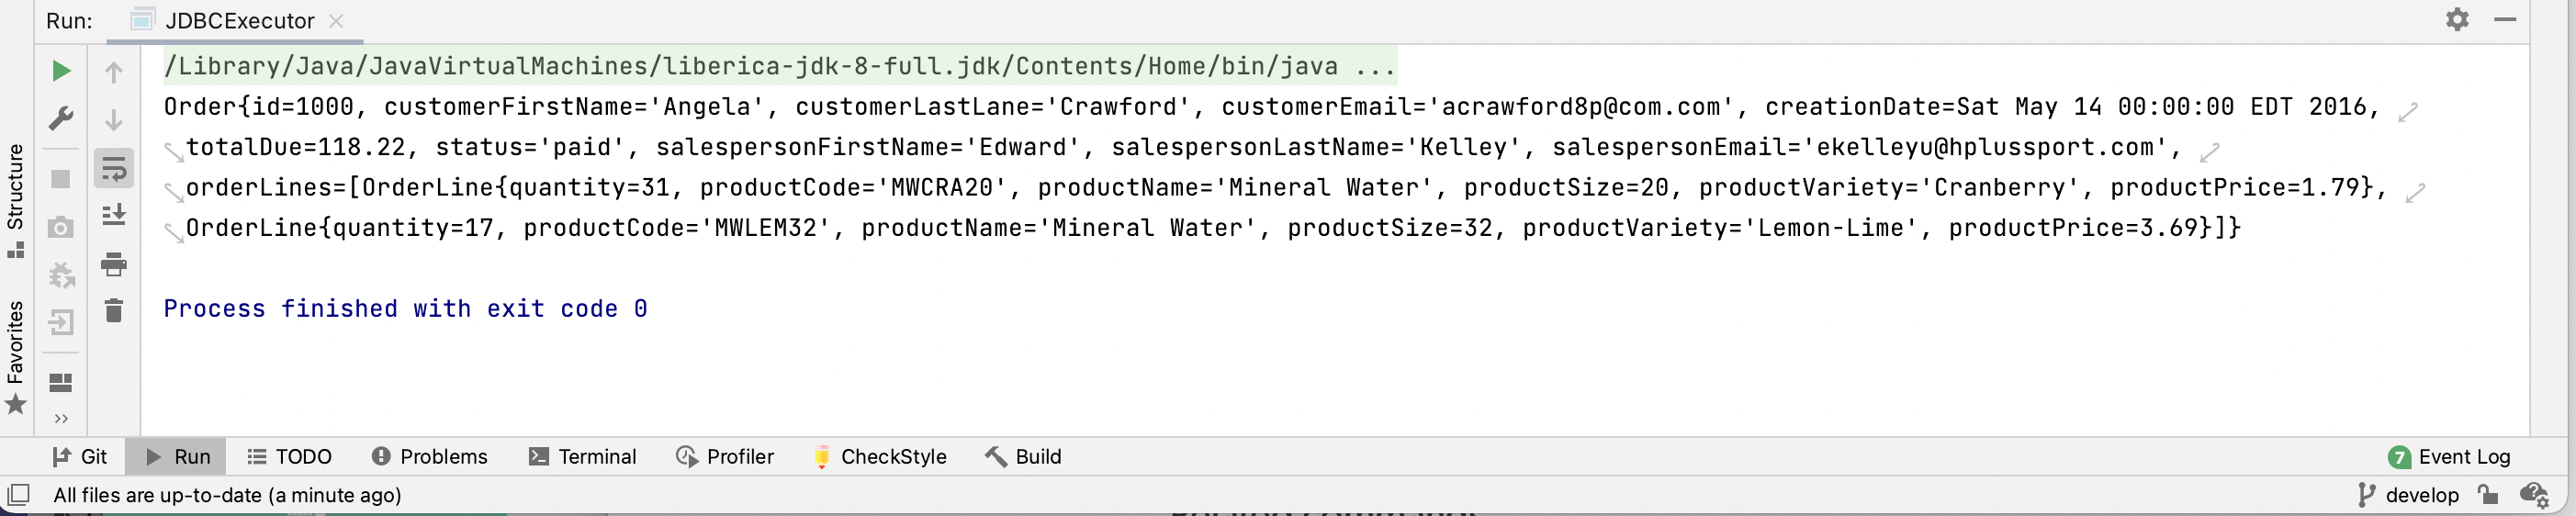 Run: JDBCExecutor
/Library/Java/JavaVirtualMachines/liberica-jdk-8-full.jdk/Contents/Home/bin/java ...
Order{id=1000, customerFirstName='Angela', customerLastLane='Crawford', customerEmail='acrawford8p@com.com', creationDate=Sat May 14 00:00:00 EDT 2016,
totalDue=118.22, status='paid', salespersonFirstName='Edward', salespersonLastName='Kelley', salespersonEmail='ekelleyu@hplussport.com',
orderLines=[OrderLine{quantity=31, productCode='MWCRA20', productName='Mineral Water', productSize=20, productVariety='Cranberry', productPrice=1.79},
OrderLine{quantity=17, productCode='MWLEM32', productName='Mineral Water', productSize=32, productVariety='Lemon-Lime', productPrice=3.69}]}
Process finished with exit code 0
Structure
Favorites
Git Run TODO Problems Terminal Profiler CheckStyle Build 7 Event Log
All files are up-to-date (a minute ago) develop